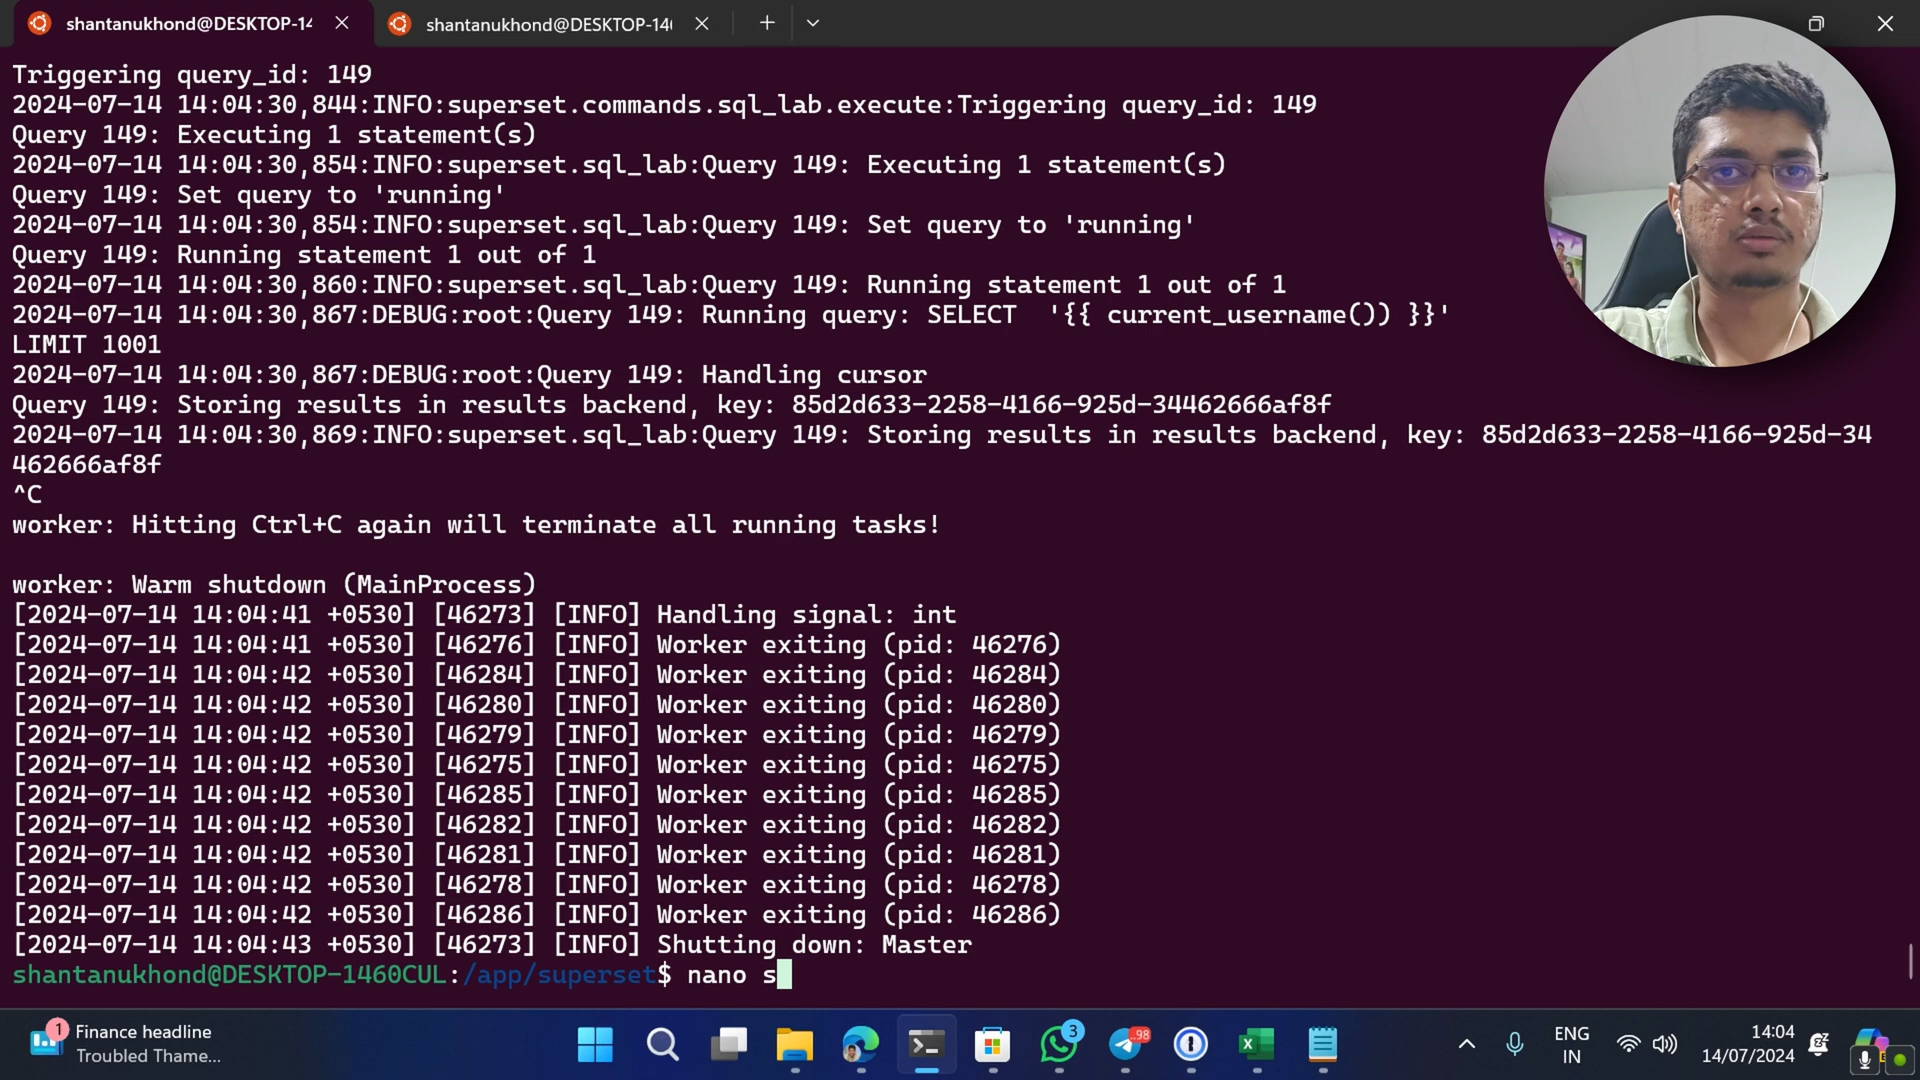 shantanukhond@DESKTOP-14
shantanukhond@DESKTOP-14
Triggering query_id: 149
2024-07-14 14:04:30,844:INFO:superset.commands.sql_lab.execute:Triggering query_id: 149
Query 149: Executing 1 statement(s)
2024-07-14 14:04:30,854:INFO:superset.sql_lab:Query 149: Executing 1 statement(s)
Query 149: Set query to 'running'
2024-07-14 14:04:30,854:INFO:superset.sql_lab:Query 149: Set query to 'running'
Query 149: Running statement 1 out of 1
2024-07-14 14:04:30,860:INFO:superset.sql_lab:Query 149: Running statement 1 out of 1
2024-07-14 14:04:30,867:DEBUG:root:Query 149: Running query: SELECT  '{{ current_username()) }}'
LIMIT 1001
2024-07-14 14:04:30,867:DEBUG:root:Query 149: Handling cursor
Query 149: Storing results in results backend, key: 85d2d633-2258-4166-925d-34462666af8f
2024-07-14 14:04:30,869:INFO:superset.sql_lab:Query 149: Storing results in results backend, key: 85d2d633-2258-4166-925d-34
462666af8f
^C
worker: Hitting Ctrl+C again will terminate all running tasks!
worker: Warm shutdown (MainProcess)
[2024-07-14 14:04:41 +0530] [46273] [INFO] Handling signal: int
[2024-07-14 14:04:41 +0530] [46276] [INFO] Worker exiting (pid: 46276)
[2024-07-14 14:04:42 +0530] [46284] [INFO] Worker exiting (pid: 46284)
[2024-07-14 14:04:42 +0530] [46280] [INFO] Worker exiting (pid: 46280)
[2024-07-14 14:04:42 +0530] [46279] [INFO] Worker exiting (pid: 46279)
[2024-07-14 14:04:42 +0530] [46275] [INFO] Worker exiting (pid: 46275)
[2024-07-14 14:04:42 +0530] [46285] [INFO] Worker exiting (pid: 46285)
[2024-07-14 14:04:42 +0530] [46282] [INFO] Worker exiting (pid: 46282)
[2024-07-14 14:04:42 +0530] [46281] [INFO] Worker exiting (pid: 46281)
[2024-07-14 14:04:42 +0530] [46278] [INFO] Worker exiting (pid: 46278)
[2024-07-14 14:04:42 +0530] [46286] [INFO] Worker exiting (pid: 46286)
[2024-07-14 14:04:43 +0530] [46273] [INFO] Shutting down: Master
shantanukhond@DESKTOP-1460CUL:/app/superset$ nano s
1
Finance headline
Troubled Thame...
3
.98
ENG
IN
14:04
14/07/2024